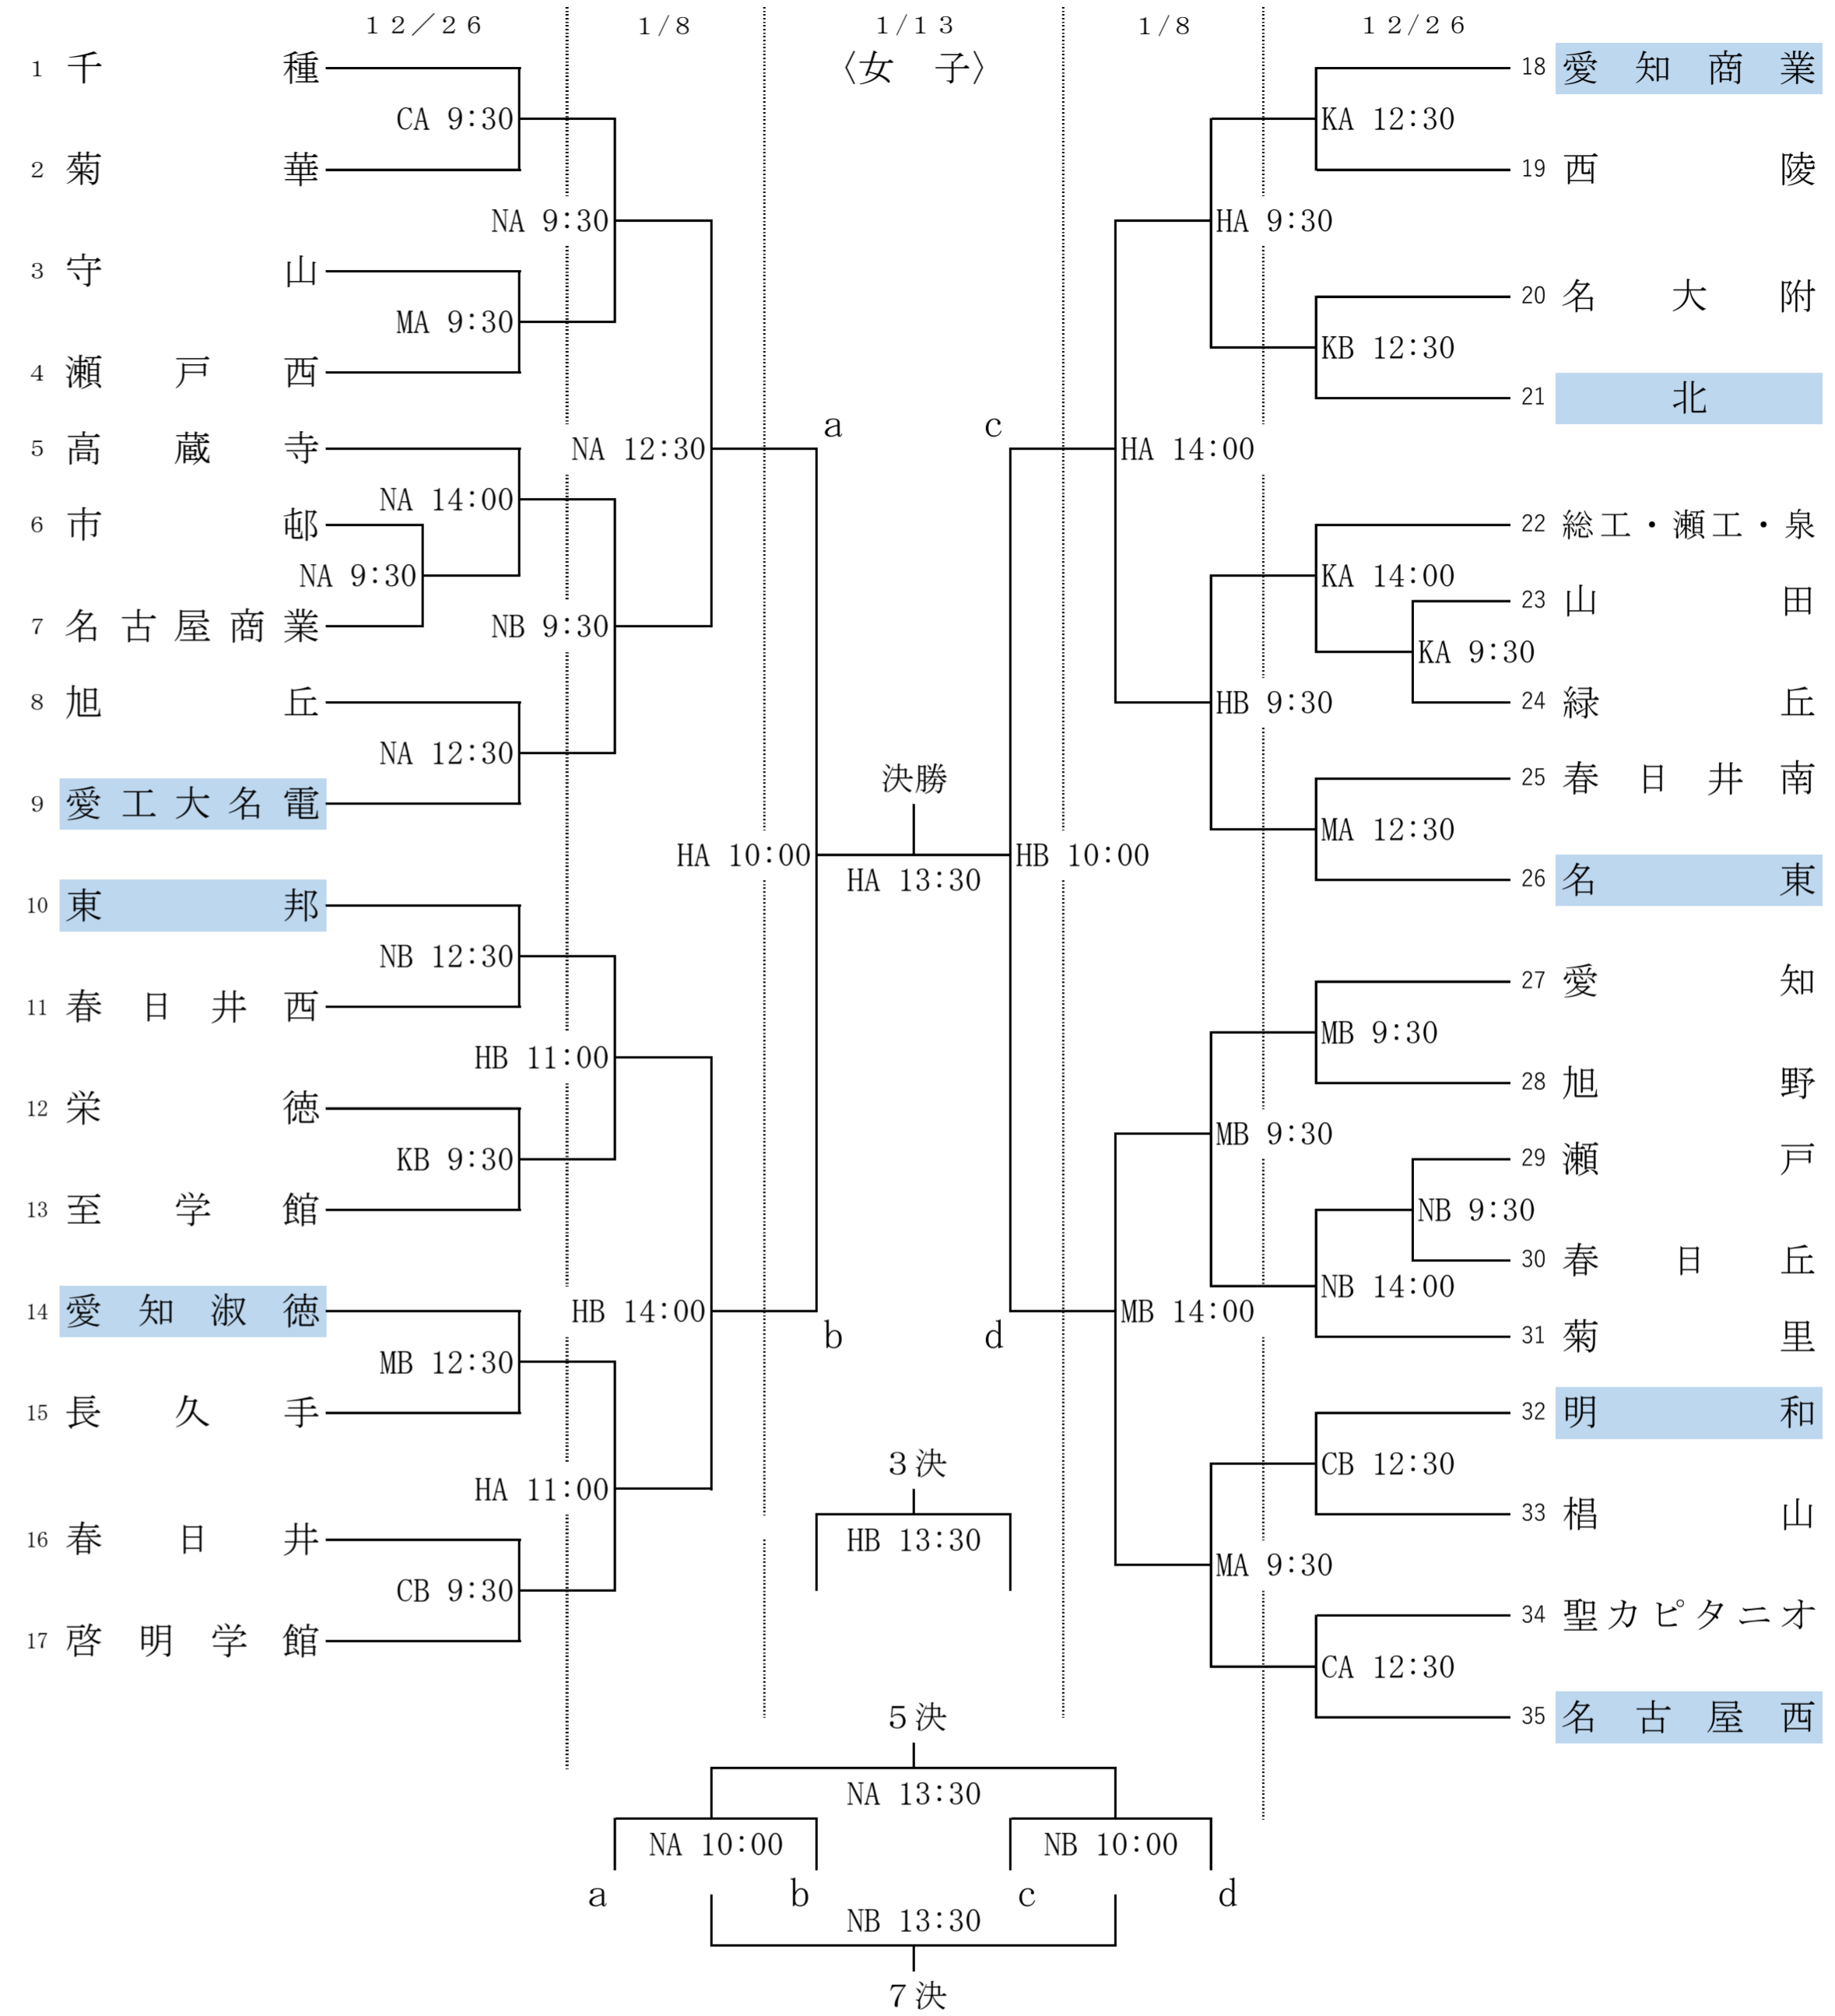 １２／２６ 1/8 1/13 1/8 １２/２６
〈女 子〉
1 千種
CA 9:30
2 菊華
NA 9:30
3 守山
MA 9:30
4 瀬戸西
NA 12:30
5 高蔵寺
NA 14:00
6 市邨
NA 9:30
7 名古屋商業
NB 9:30
8 旭丘
NA 12:30
9 愛工大名電
HA 10:00
10 東邦
NB 12:30
11 春日井西
HB 11:00
12 栄徳
KB 9:30
13 至学館
HB 14:00
14 愛知淑徳
MB 12:30
15 長久手
HA 11:00
16 春日井
CB 9:30
17 啓明学館
a
b
c
d
決勝
HA 13:30
３決
HB 13:30
18 愛知商業
KA 12:30
19 西陵
HA 9:30
20 名大附
KB 12:30
21 北
HA 14:00
22 総工・瀬工・泉
KA 14:00
23 山田
KA 9:30
24 緑丘
HB 9:30
25 春日井南
MA 12:30
26 名東
HB 10:00
27 愛知
MB 9:30
28 旭野
MB 9:30
29 瀬戸
NB 9:30
30 春日丘
NB 14:00
31 菊里
MB 14:00
32 明和
CB 12:30
33 椙山
MA 9:30
34 聖カピタニオ
CA 12:30
35 名古屋西
５決
NA 13:30
NA 10:00 NB 10:00
a b c d
NB 13:30
７決